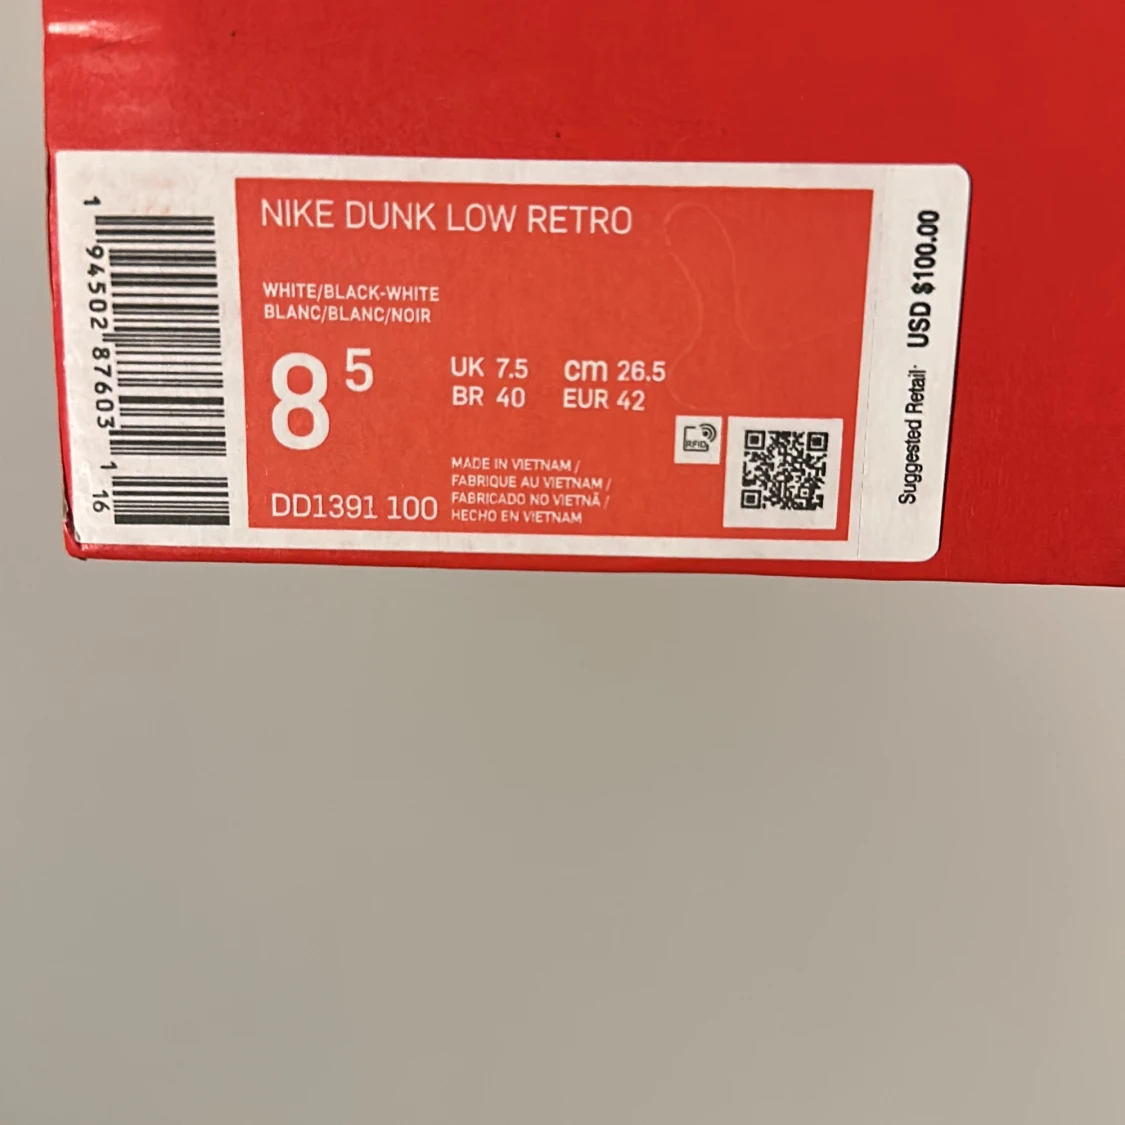 NIKE DUNK LOW RETRO
WHITE/BLACK-WHITE
BLANC/BLANC/NOIR
8 5
UK 7.5 cm 26.5
BR 40 EUR 42
MADE IN VIETNAM /
FABRIQUE AU VIETNAM /
FABRICADO NO VIETNÃ /
HECHO EN VIETNAM
DD1391 100
RFID
1 94502 87603 1 16
Suggested Retail: USD $100.00